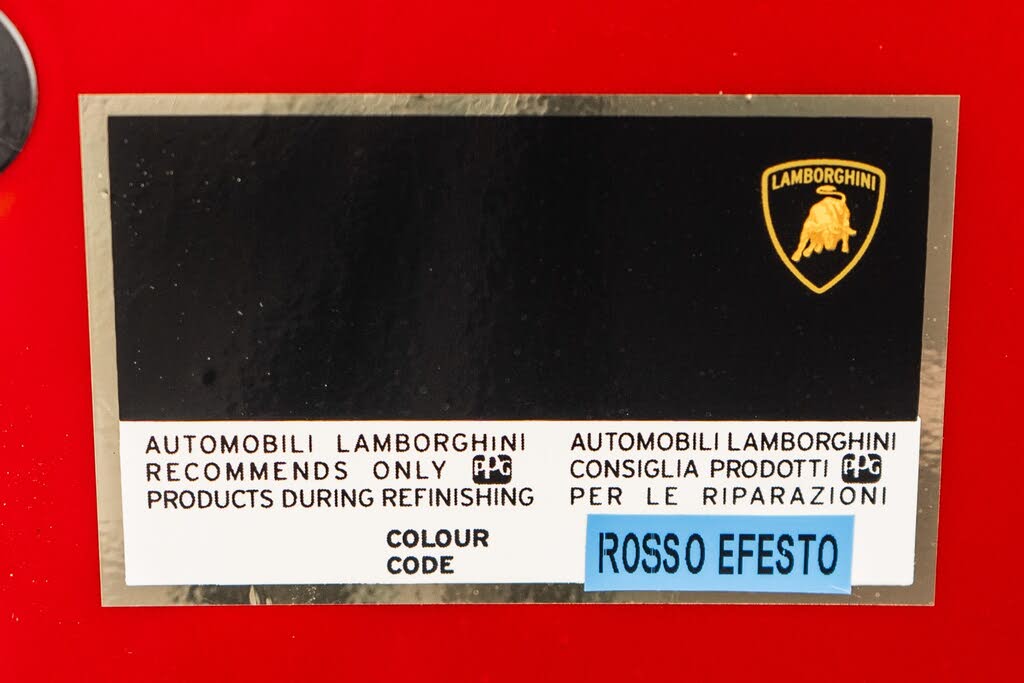 LAMBORGHINI
AUTOMOBILI LAMBORGHINI
RECOMMENDS ONLY PPG
PRODUCTS DURING REFINISHING
AUTOMOBILI LAMBORGHINI
CONSIGLIA PRODOTTI PPG
PER LE RIPARAZIONI
COLOUR
CODE
ROSSO EFESTO